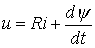 u = Ri + dψ/dt